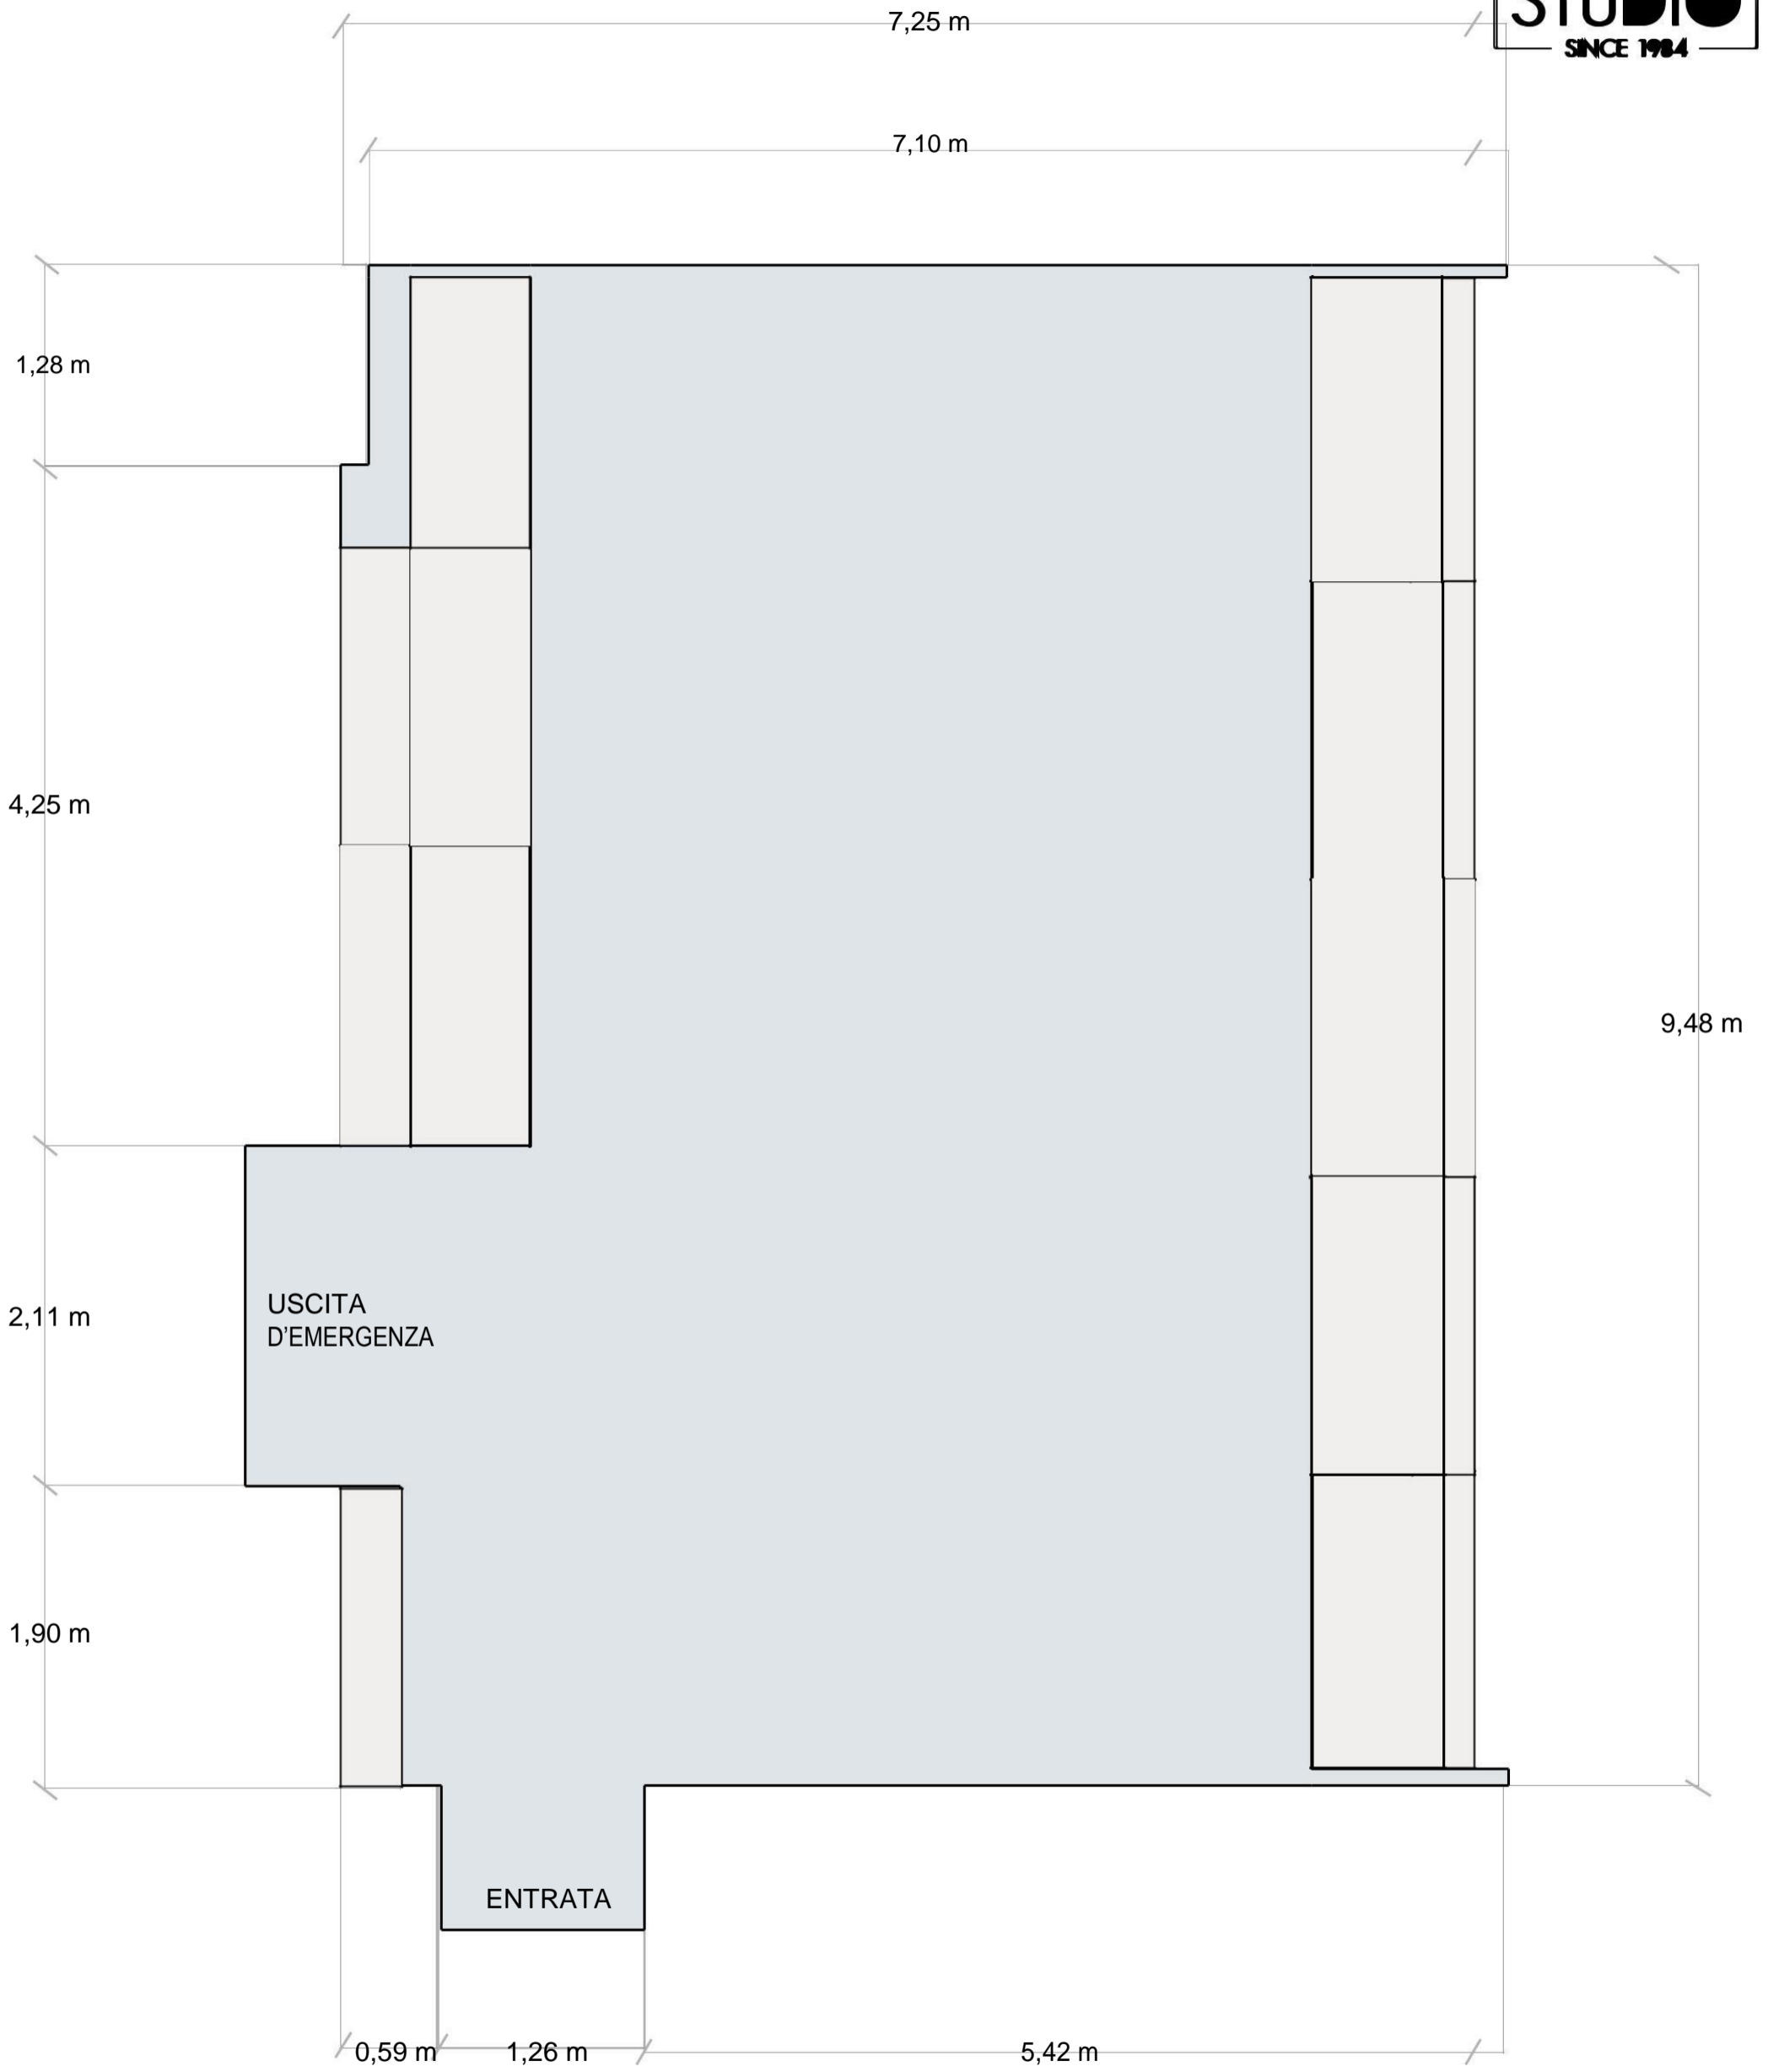 7,25 m
STUDIO
SINCE 1984
7,10 m
1,28 m
4,25 m
9,48 m
USCITA
D'EMERGENZA
2,11 m
1,90 m
ENTRATA
0,59 m
1,26 m
5,42 m